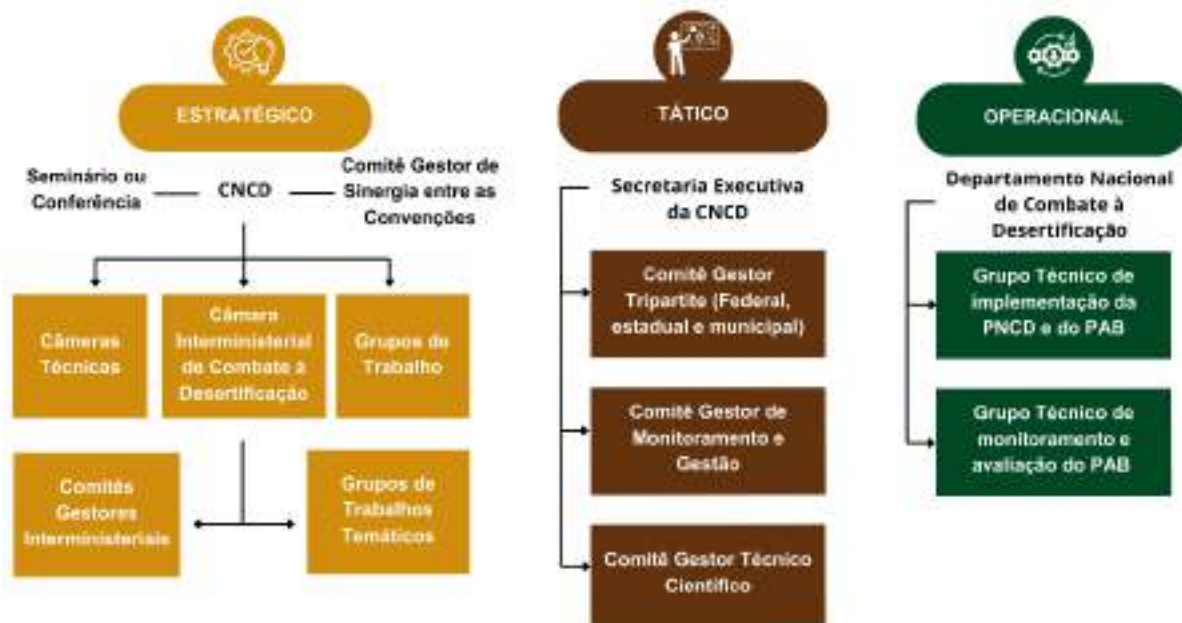 ESTRATÉGICO
Seminário ou
Conferência
CNCD
Comitê Gestor de
Sinergia entre as
Convenções
Câmeras
Técnicas
Câmara
Interministerial
de Combate à
Desertificação
Grupos de
Trabalho
Comitês
Gestores
Interministeriais
Grupos de
Trabalhos
Temáticos
TÁTICO
Secretaria Executiva
da CNCD
Comitê Gestor
Tripartite (Federal,
estadual e municipal)
Comitê Gestor de
Monitoramento e
Gestão
Comitê Gestor Técnico
Científico
OPERACIONAL
Departamento Nacional
de Combate à
Desertificação
Grupo Técnico de
implementação da
PNCD e do PAB
Grupo Técnico de
monitoramento e
avaliação do PAB